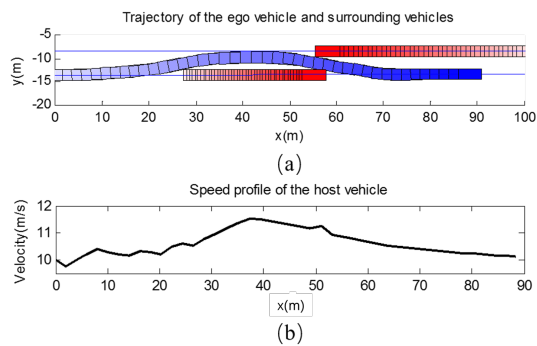 Trajectory of the ego vehicle and surrounding vehicles
-5
-10
-15
-20
y(m)
0 10 20 30 40 50 60 70 80 90 100
x(m)
(a)
Speed profile of the host vehicle
12
11
10
Velocity(m/s)
0 10 20 30 40 50 60 70 80 90
x(m)
(b)